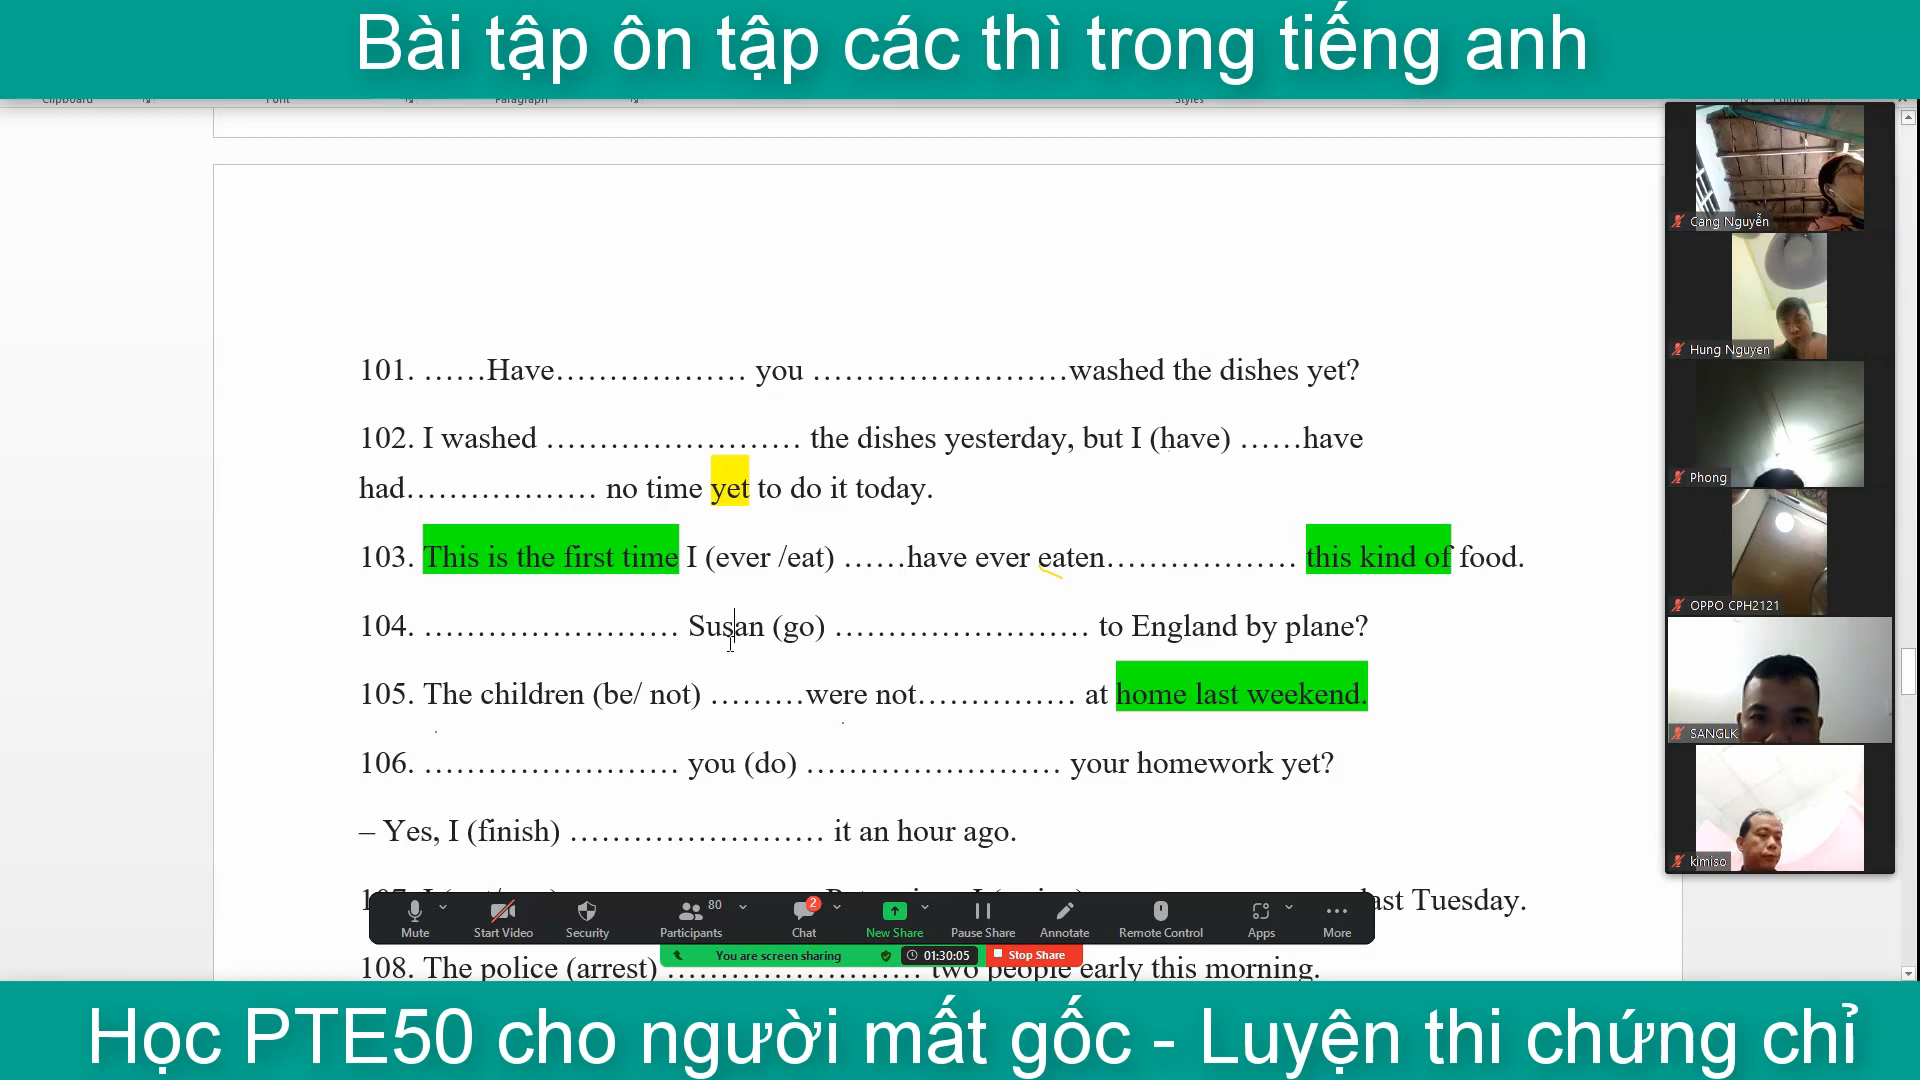 Bài tập ôn tập các thì trong tiếng anh
Clipboard Font Paragraph Styles
101. ……Have……………… you ……………………washed the dishes yet?
102. I washed …………………… the dishes yesterday, but I (have) ……have
had……………… no time yet to do it today.
103. This is the first time I (ever /eat) ……have ever eaten……………… this kind of food.
104. …………………… Susan (go) …………………… to England by plane?
105. The children (be/ not) ………were not…………… at home last weekend.
106. …………………… you (do) …………………… your homework yet?
– Yes, I (finish) …………………… it an hour ago.
107. last Tuesday.
108. The police (arrest) …………………… two people early this morning.
Cang Nguyễn
Hung Nguyen
Phong
OPPO CPH2121
SANGLK
kimiso
80 2
Mute Start Video Security Participants Chat New Share Pause Share Annotate Remote Control Apps More
You are screen sharing 01:30:05 Stop Share
Học PTE50 cho người mất gốc - Luyện thi chứng chỉ